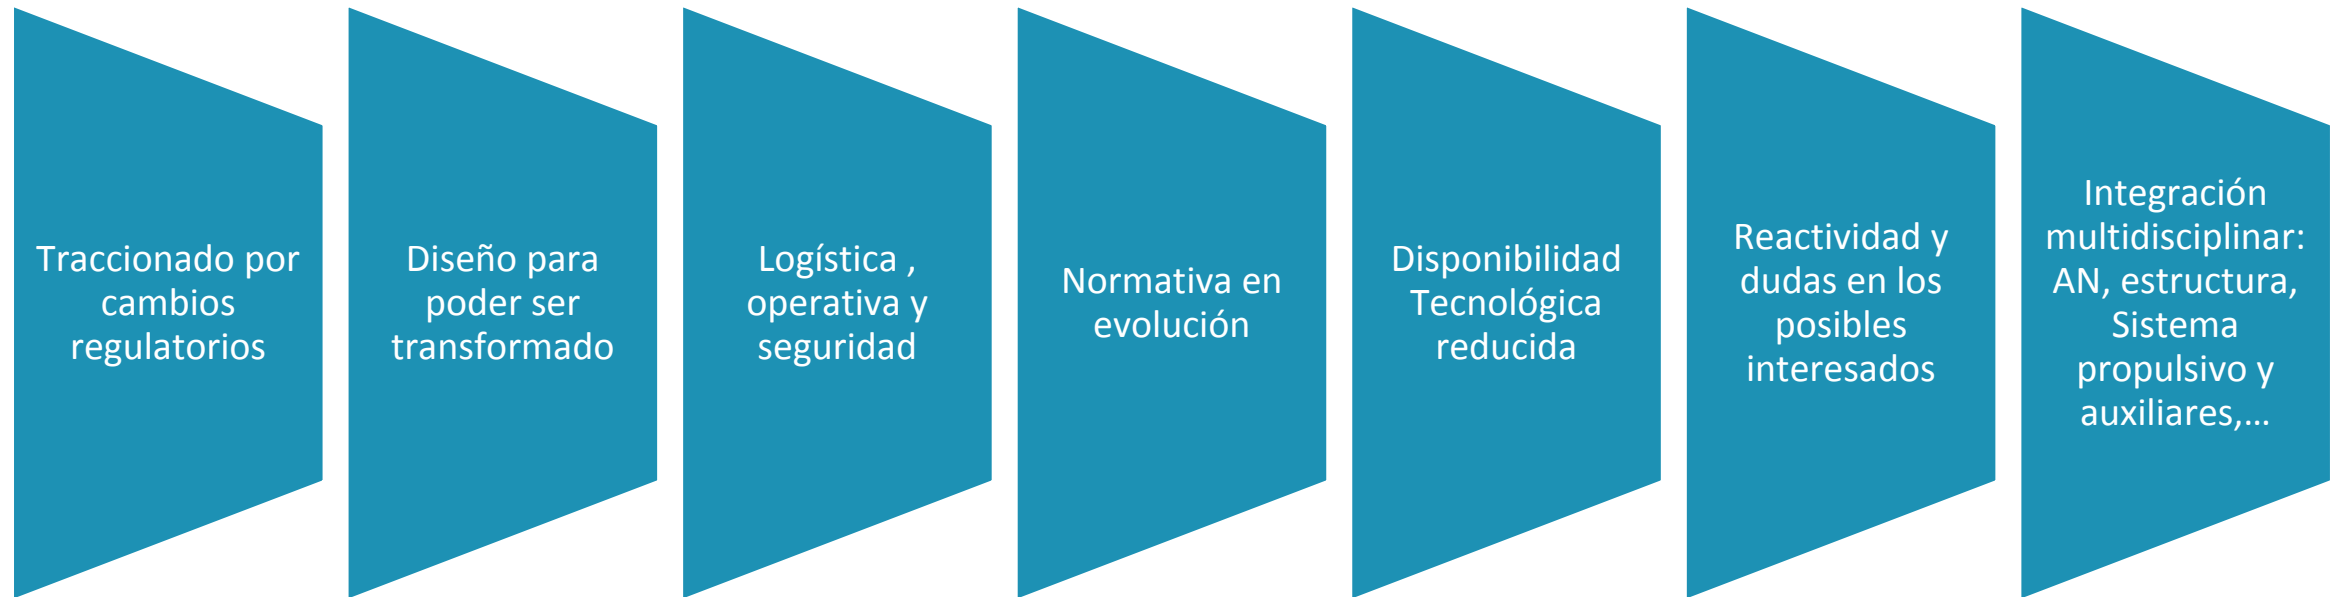 Traccionado por
cambios
regulatorios
Diseño para
poder ser
transformado
Logística ,
operativa y
seguridad
Normativa en
evolución
Disponibilidad
Tecnológica
reducida
Reactividad y
dudas en los
posibles
interesados
Integración
multidisciplinar:
AN, estructura,
Sistema
propulsivo y
auxiliares,...